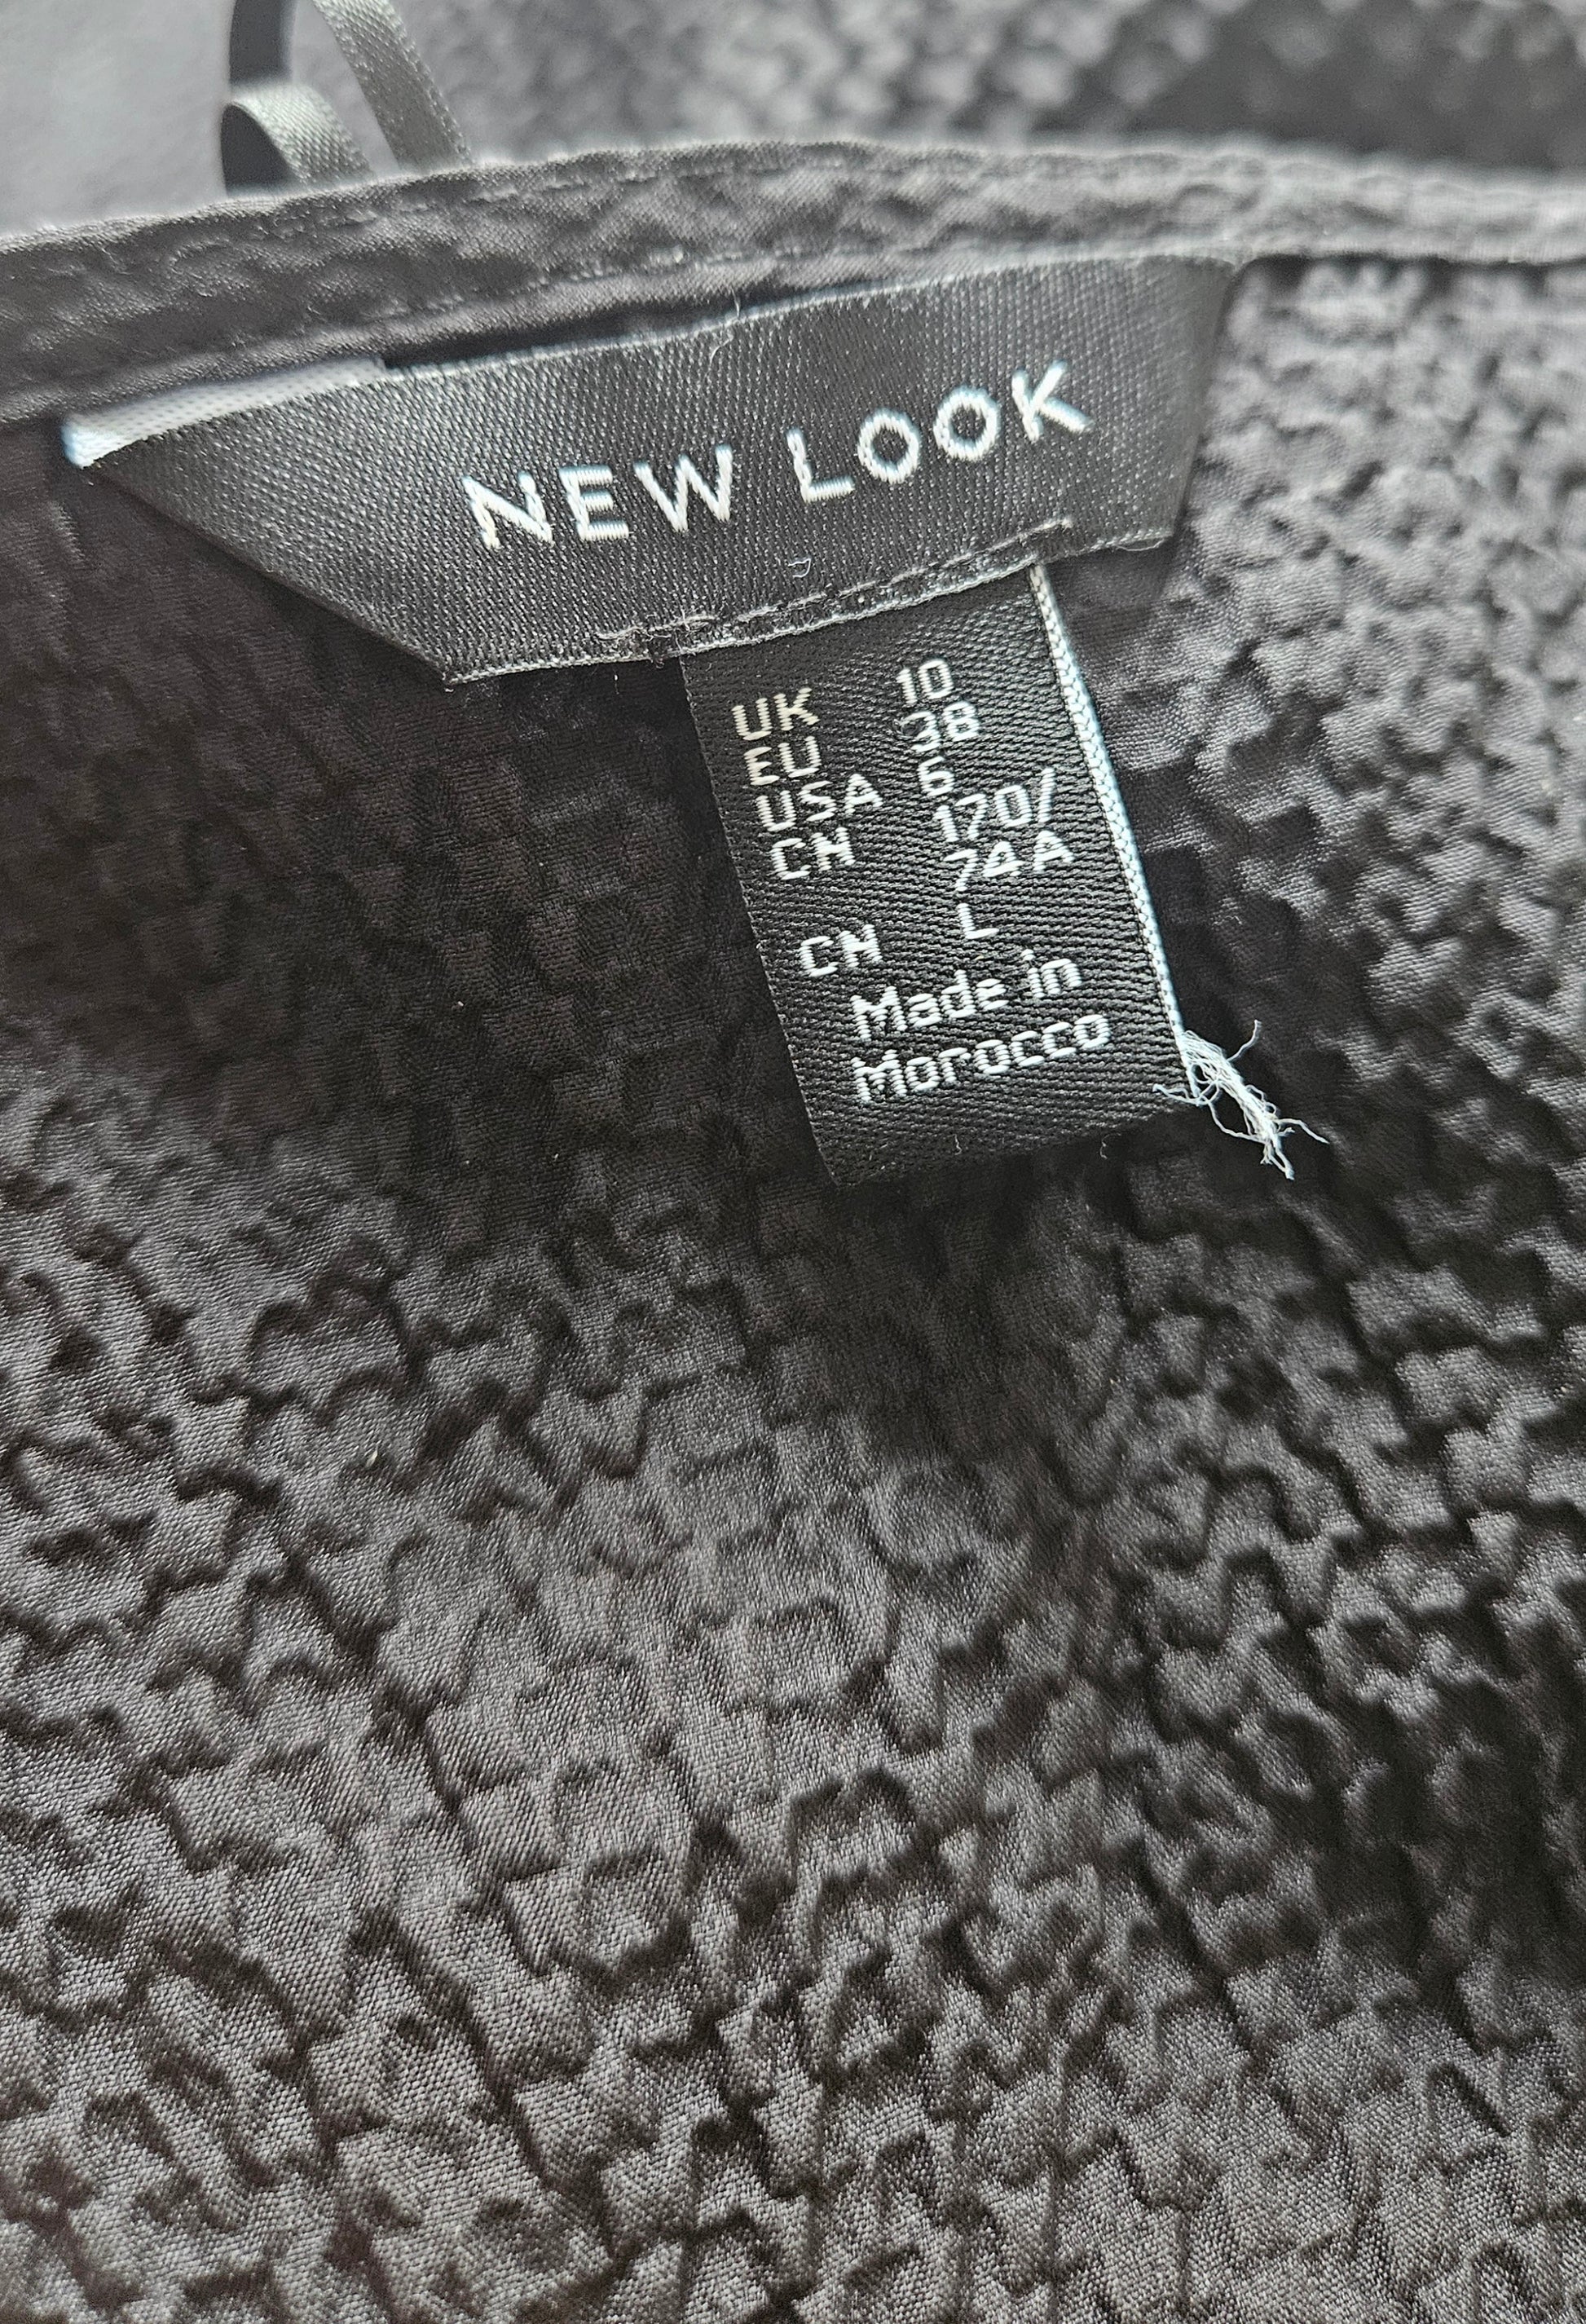 NEW LOOK
UK 10
EU 38
USA 6
CH 170/
74A
CH L
Made in
Morocco